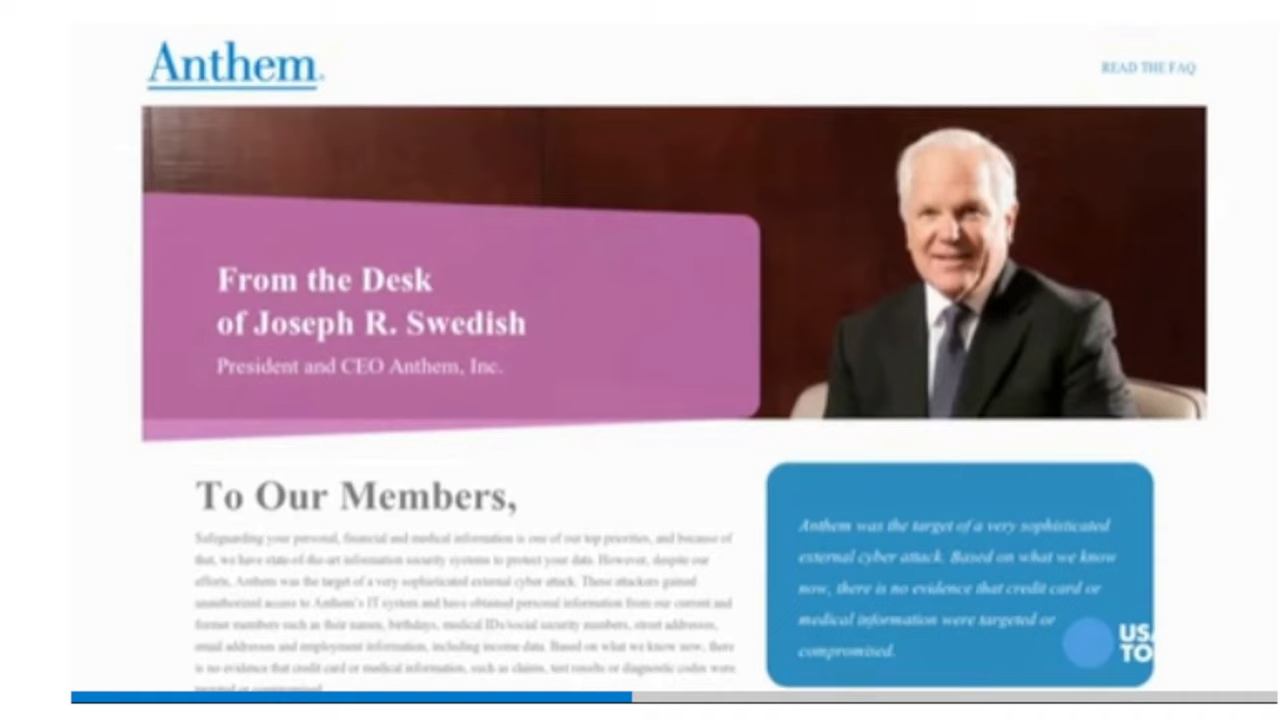 Anthem.
READ THE FAQ
From the Desk
of Joseph R. Swedish
President and CEO Anthem, Inc.
To Our Members,
Safeguarding your personal, financial and medical information is one of our top priorities, and because of
that, we have state-of-the-art information security systems to protect your data. However, despite our
efforts, Anthem was the target of a very sophisticated external cyber attack. These attackers gained
unauthorized access to Anthem's IT system and have obtained personal information from our current and
former members such as their names, birthdays, medical IDs/social security numbers, street addresses,
email addresses and employment information, including income data. Based on what we know now, there
is no evidence that credit card or medical information, such as claims, test results or diagnostic codes were
targeted or compromised.
Anthem was the target of a very sophisticated
external cyber attack. Based on what we know
now, there is no evidence that credit card or
medical information were targeted or
compromised.
USA
TO